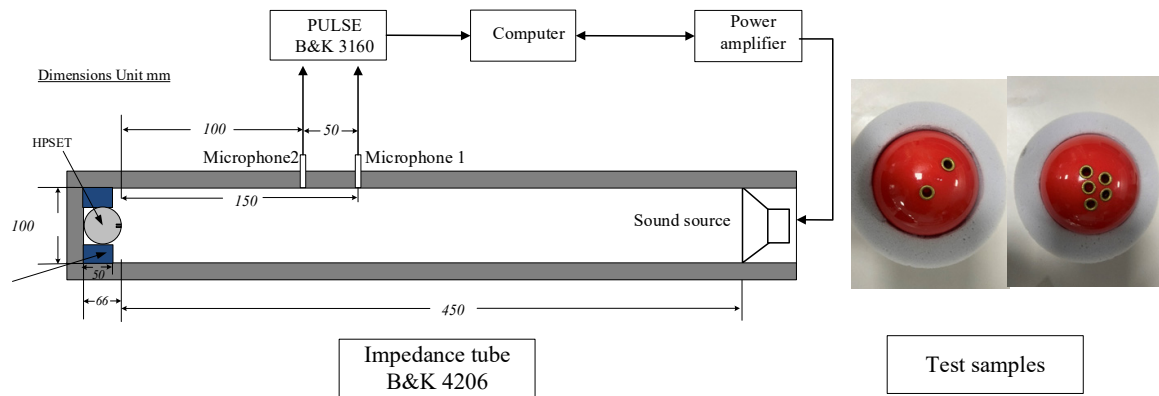 PULSE
B&K 3160
Computer
Power
amplifier
Dimensions Unit mm
100
50
HPSET
Microphone2
Microphone 1
150
100
Sound source
50
66
450
Impedance tube
B&K 4206
Test samples